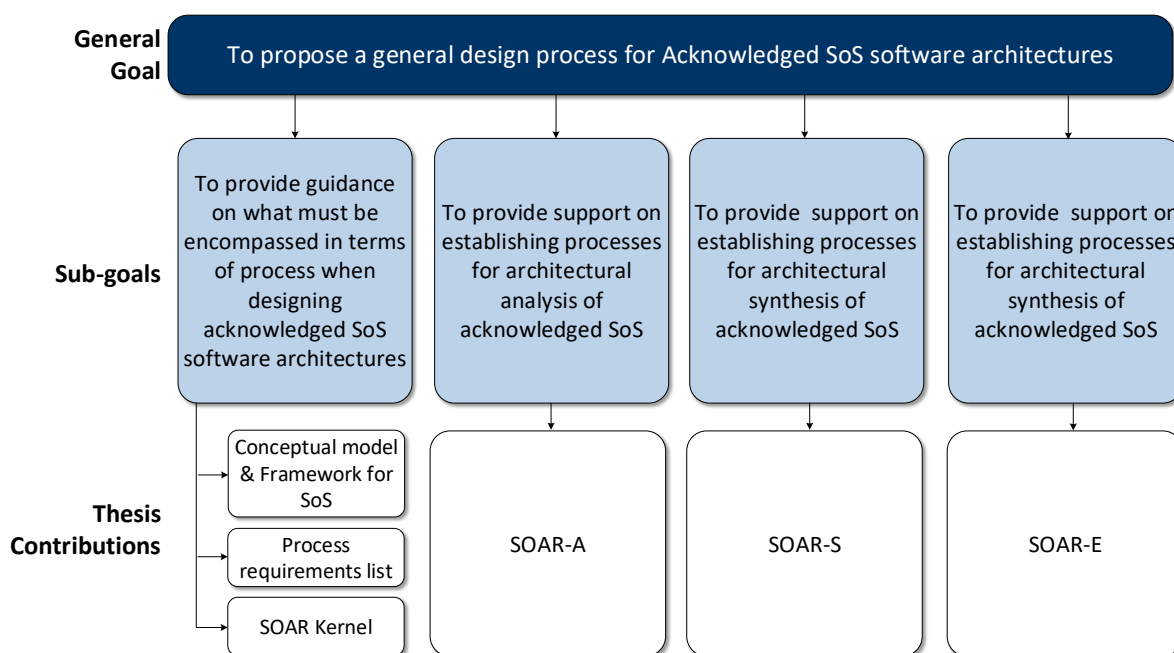 General
Goal
To propose a general design process for Acknowledged SoS software architectures
Sub-goals
To provide guidance
on what must be
encompassed in terms
of process when
designing
acknowledged SoS
software architectures
To provide support on
establishing processes
for architectural
analysis of
acknowledged SoS
To provide  support on
establishing processes
for architectural
synthesis of
acknowledged SoS
To provide  support on
establishing processes
for architectural
synthesis of
acknowledged SoS
Thesis
Contributions
Conceptual model
& Framework for
SoS
Process
requirements list
SOAR Kernel
SOAR-A
SOAR-S
SOAR-E